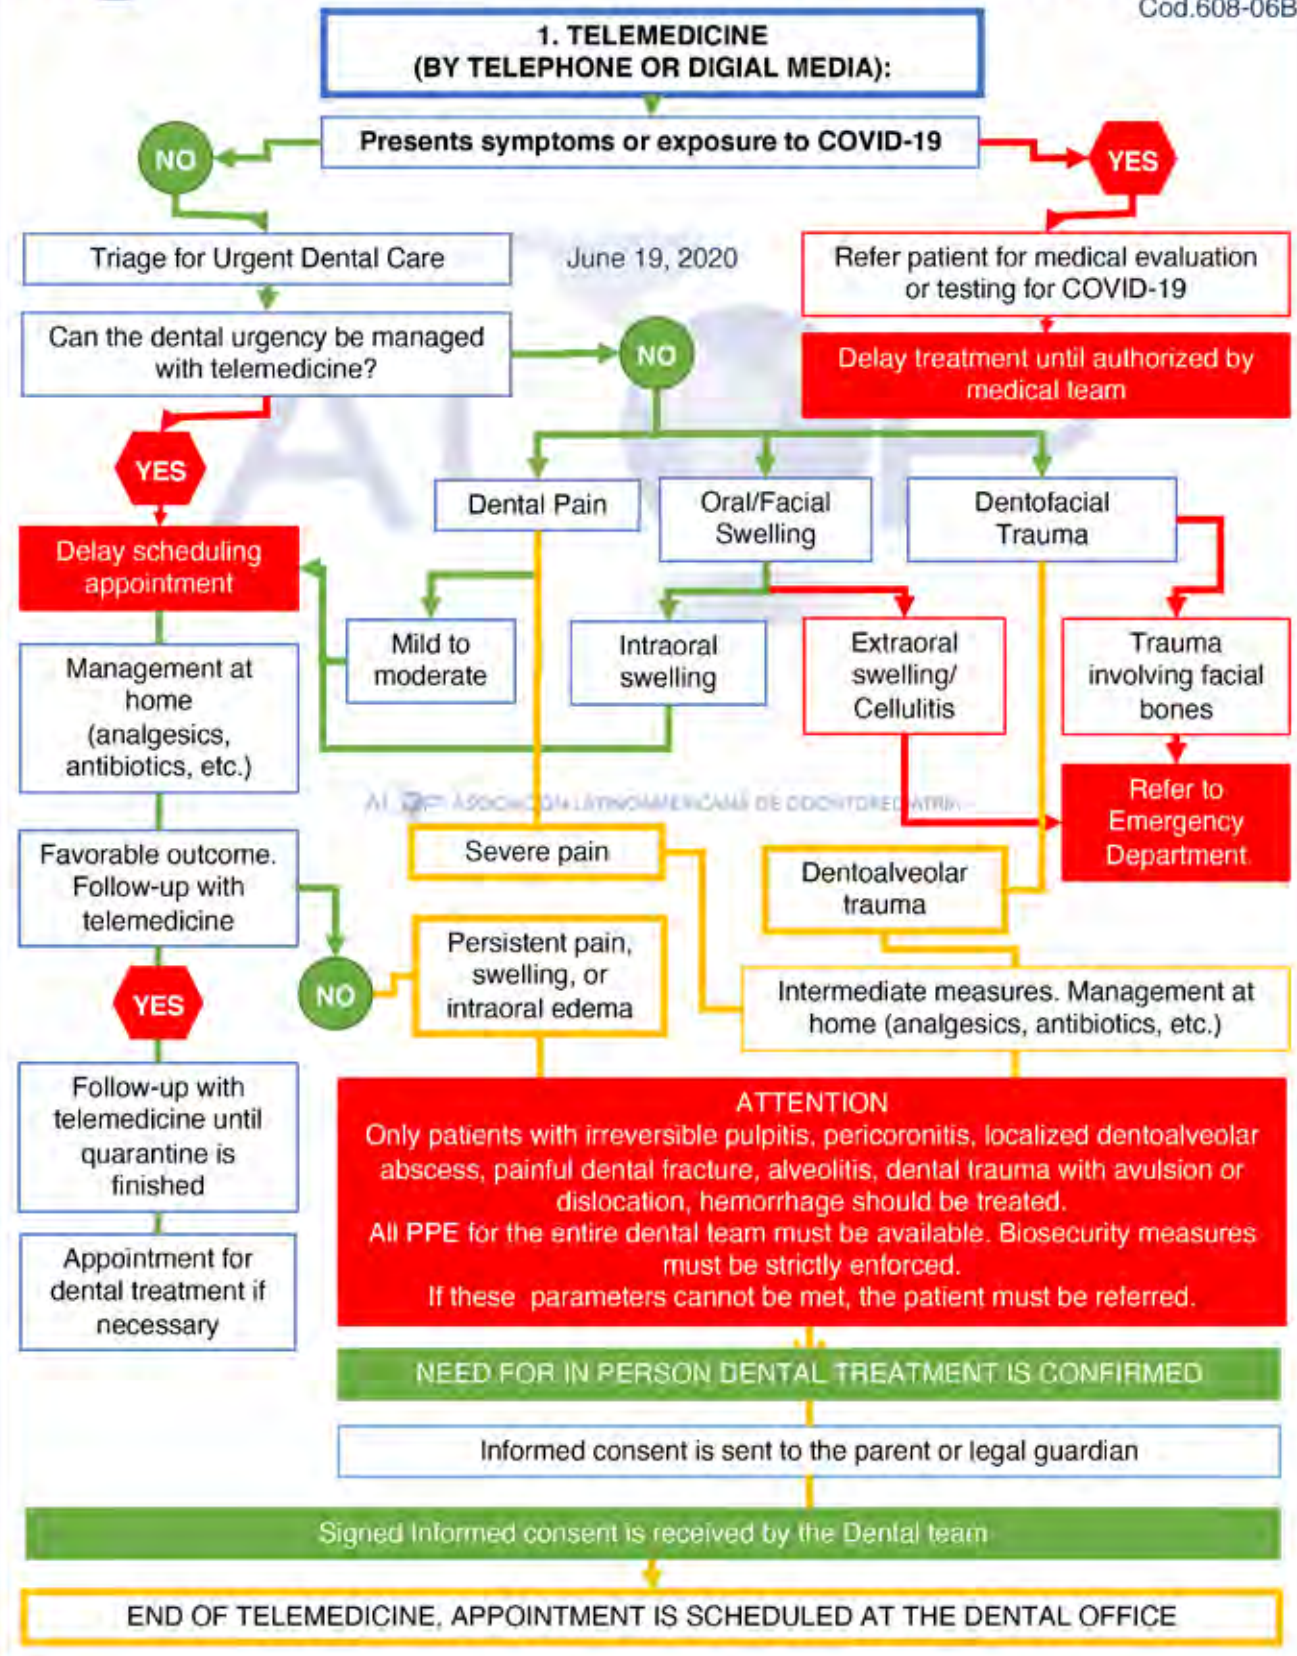 Cod.608-06B
1. TELEMEDICINE
(BY TELEPHONE OR DIGIAL MEDIA):
Presents symptoms or exposure to COVID-19
NO
YES
Triage for Urgent Dental Care
June 19, 2020
Refer patient for medical evaluation
or testing for COVID-19
Can the dental urgency be managed
with telemedicine?
NO
Delay treatment until authorized by
medical team
YES
Dental Pain
Oral/Facial
Swelling
Dentofacial
Trauma
Delay scheduling
appointment
Mild to
moderate
Intraoral
swelling
Extraoral
swelling/
Cellulitis
Trauma
involving facial
bones
Management at
home
(analgesics,
antibiotics, etc.)
ASOCIACIÓN LATINOAMERICANA DE ODONTOPEDIATRÍA
Refer to
Emergency
Department
Severe pain
Dentoalveolar
trauma
Favorable outcome.
Follow-up with
telemedicine
NO
Persistent pain,
swelling, or
intraoral edema
Intermediate measures. Management at
home (analgesics, antibiotics, etc.)
YES
Follow-up with
telemedicine until
quarantine is
finished
Appointment for
dental treatment if
necessary
ATTENTION
Only patients with irreversible pulpitis, pericoronitis, localized dentoalveolar
abscess, painful dental fracture, alveolitis, dental trauma with avulsion or
dislocation, hemorrhage should be treated.
All PPE for the entire dental team must be available. Biosecurity measures
must be strictly enforced.
If these parameters cannot be met, the patient must be referred.
NEED FOR IN PERSON DENTAL TREATMENT IS CONFIRMED
Informed consent is sent to the parent or legal guardian
Signed Informed consent is received by the Dental team
END OF TELEMEDICINE, APPOINTMENT IS SCHEDULED AT THE DENTAL OFFICE